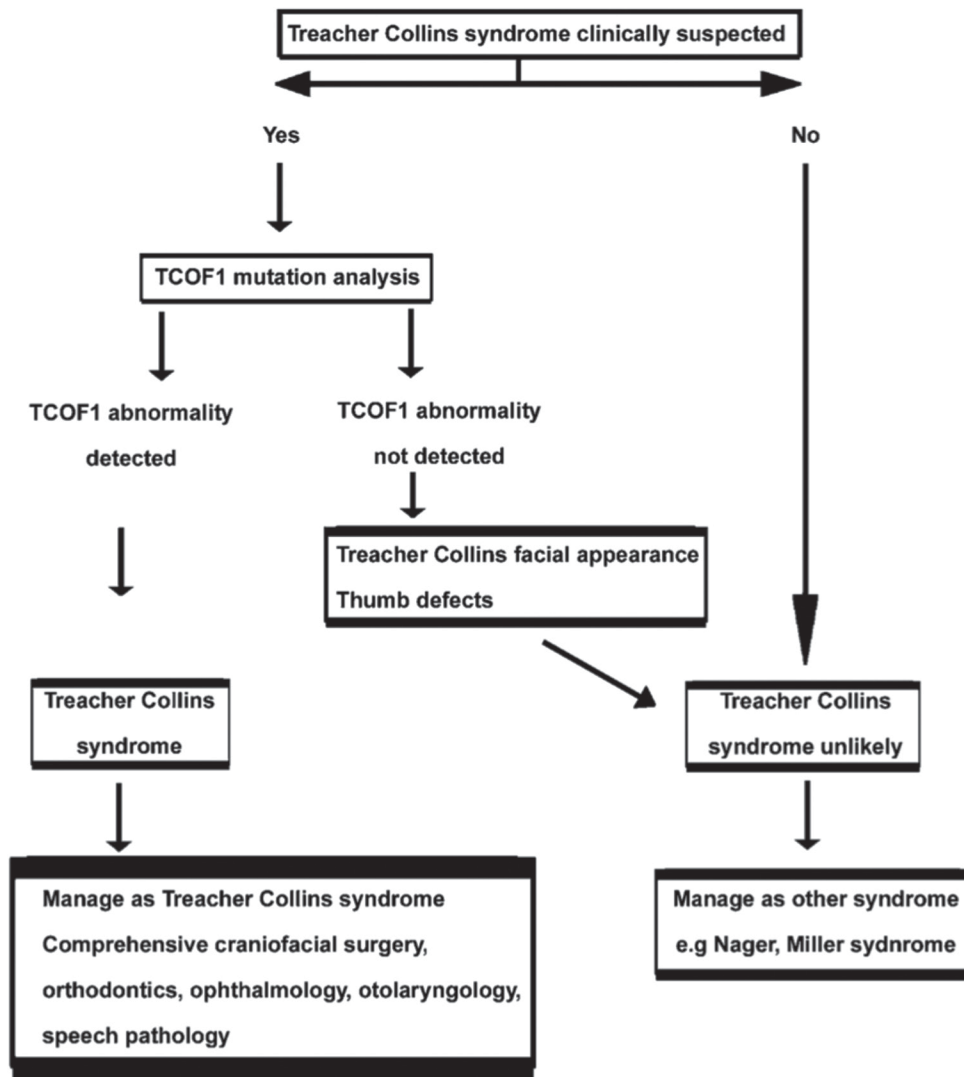 Treacher Collins syndrome clinically suspected
Yes
No
TCOF1 mutation analysis
TCOF1 abnormality
detected
TCOF1 abnormality
not detected
Treacher Collins facial appearance
Thumb defects
Treacher Collins
syndrome
Treacher Collins
syndrome unlikely
Manage as Treacher Collins syndrome
Comprehensive craniofacial surgery,
orthodontics, ophthalmology, otolaryngology,
speech pathology
Manage as other syndrome
e.g Nager, Miller sydnrome